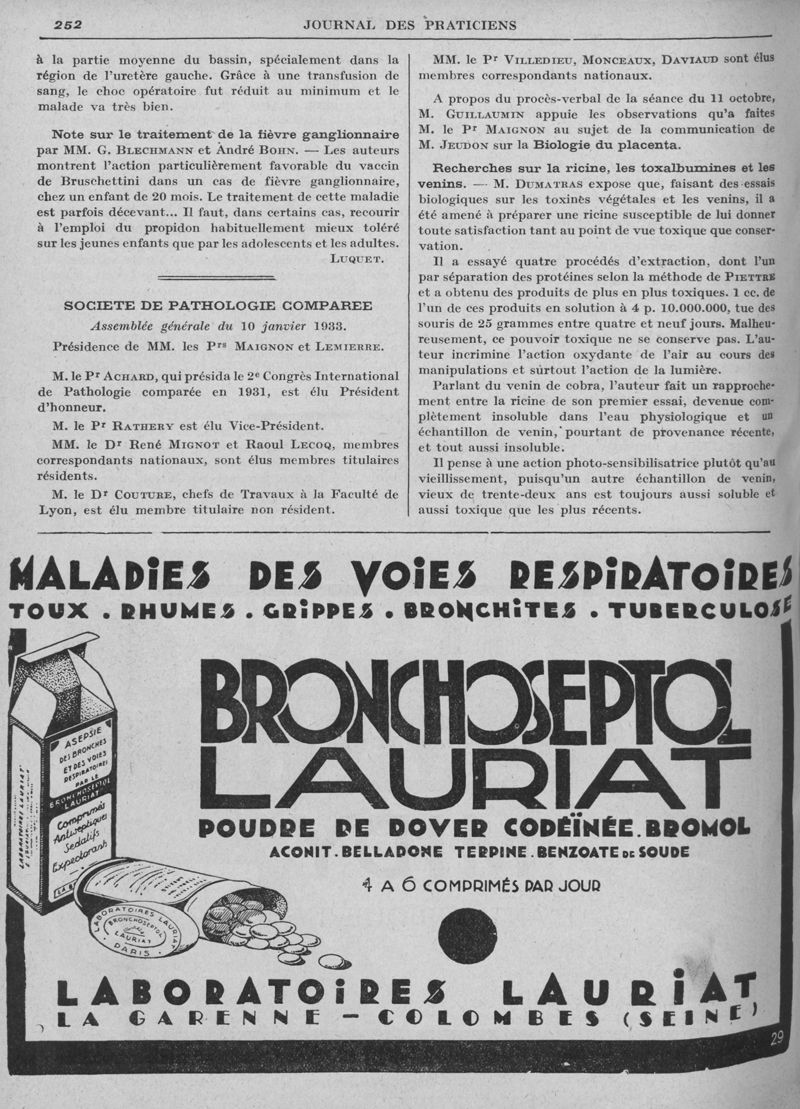 252
JOURNAL DES PRATICIENS
à la partie moyenne du bassin, spécialement dans la
région de l'uretère gauche. Grâce à une transfusion de
sang, le choc opératoire fut réduit au minimum et le
malade va très bien.
Note sur le traitement de la fièvre ganglionnaire
par MM. G. BLECHMANN et André BOHN. — Les auteurs
montrent l'action particulièrement favorable du vaccin
de Bruschettini dans un cas de fièvre ganglionnaire,
chez un enfant de 20 mois. Le traitement de cette maladie
est parfois décevant... Il faut, dans certains cas, recourir
à l'emploi du propidon habituellement mieux toléré
sur les jeunes enfants que par les adolescents et les adultes.
LUQUET.
SOCIETE DE PATHOLOGIE COMPAREE
Assemblée générale du 10 janvier 1933.
Présidence de MM. les Prs MAIGNON et LEMIERRE.
M. le Pr ACHARD, qui présida le 2e Congrès International
de Pathologie comparée en 1931, est élu Président
d'honneur.
M. le Pr RATHERY est élu Vice-Président.
MM. le Dr René MIGNOT et Raoul LECOQ, membres
correspondants nationaux, sont élus membres titulaires
résidents.
M. le Dr COUTURE, chefs de Travaux à la Faculté de
Lyon, est élu membre titulaire non résident.
MM. le Pr VILLEDIEU, MONCEAUX, DAVIAUD sont élus
membres correspondants nationaux.
A propos du procès-verbal de la séance du 11 octobre,
M. GUILLAUMIN appuie les observations qu'a faites
M. le Pr MAIGNON au sujet de la communication de
M. JEUDON sur la Biologie du placenta.
Recherches sur la ricine, les toxalbumines et les
venins. — M. DUMATRAS expose que, faisant des essais
biologiques sur les toxines végétales et les venins, il a
été amené à préparer une ricine susceptible de lui donner
toute satisfaction tant au point de vue toxique que conser-
vation.
Il a essayé quatre procédés d'extraction, dont l'un
par séparation des protéines selon la méthode de PIETTRE
et a obtenu des produits de plus en plus toxiques. 1 cc. de
l'un de ces produits en solution à 4 p. 10.000.000, tue des
souris de 25 grammes entre quatre et neuf jours. Malheu-
reusement, ce pouvoir toxique ne se conserve pas. L'au-
teur incrimine l'action oxydante de l'air au cours des
manipulations et surtout l'action de la lumière.
Parlant du venin de cobra, l'auteur fait un rapproche-
ment entre la ricine de son premier essai, devenue com-
plètement insoluble dans l'eau physiologique et un
échantillon de venin, pourtant de provenance récente,
et tout aussi insoluble.
Il pense à une action photo-sensibilisatrice plutôt qu'au
vieillissement, puisqu'un autre échantillon de venin,
vieux de trente-deux ans est toujours aussi soluble et
aussi toxique que les plus récents.
MALADIES DES VOIES RESPIRATOIRES
TOUX . RHUMES . GRIPPES . BRONCHITES . TUBERCULOSE
BRONCHOSEPTOL
LAURIAT
POUDRE DE DOVER CODÉÏNÉE. BROMOL
ACONIT. BELLADONE TERPINE. BENZOATE DE SOUDE
4 A 6 COMPRIMÉS PAR JOUR
ASEPSIE
DES BRONCHES
ET DES VOIES
RESPIRATOIRES
PAR LE
BRONCHOSEPTOL
LAURIAT
Comprimés
Antiseptiques
Sedatifs
Expectorants
LABORATOIRES LAURIAT
LABORATOIRES LAURIAT
BRONCHOSEPTOL
LAURIAT
PARIS
LABORATOIRES LAURIAT
LA GARENNE - COLOMBES (SEINE)
29